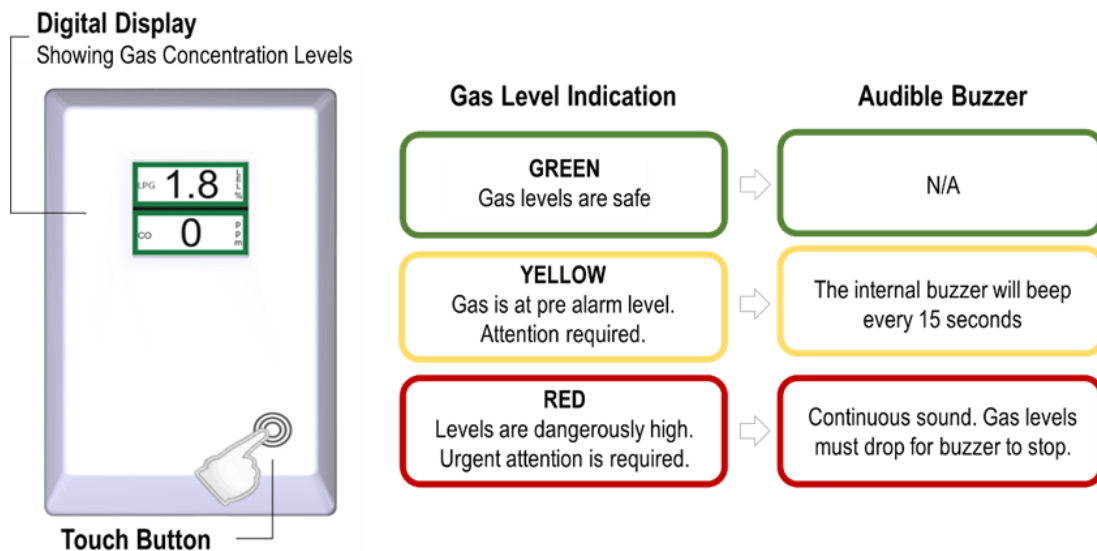 Digital Display
Showing Gas Concentration Levels
LPG 1.8 LEL%
CO 0 ppm
Touch Button
Gas Level Indication
Audible Buzzer
GREEN
Gas levels are safe
N/A
YELLOW
Gas is at pre alarm level.
Attention required.
The internal buzzer will beep
every 15 seconds
RED
Levels are dangerously high.
Urgent attention is required.
Continuous sound. Gas levels
must drop for buzzer to stop.